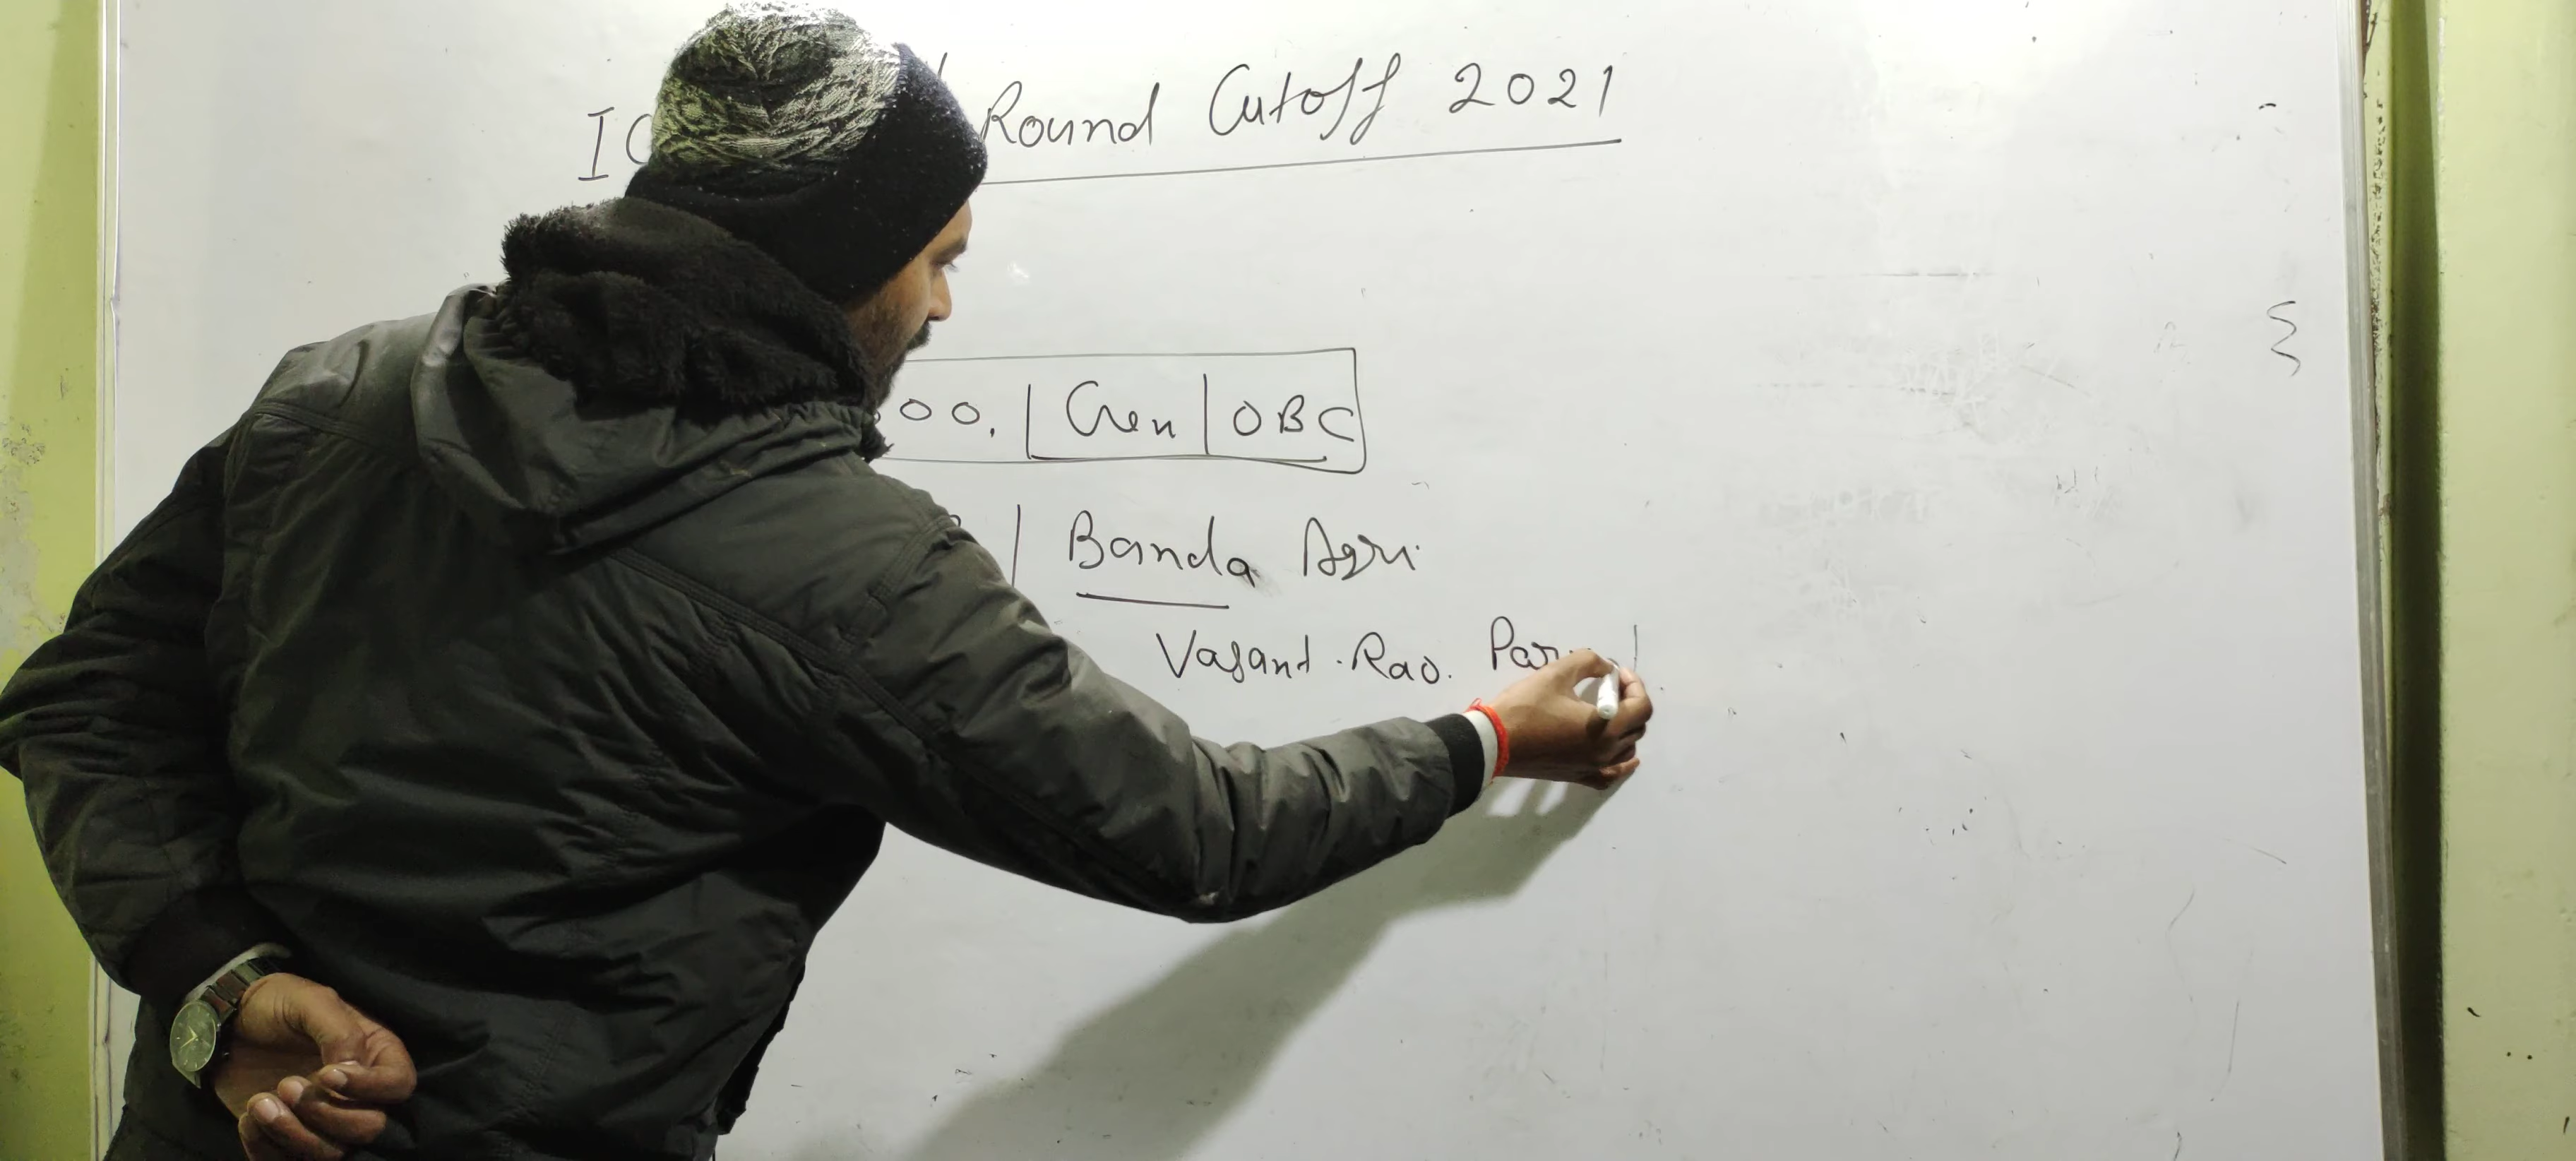 Round Cutoff 2021
00. | Gen | OBC
| Banda Agri.
Vasant. Rao.